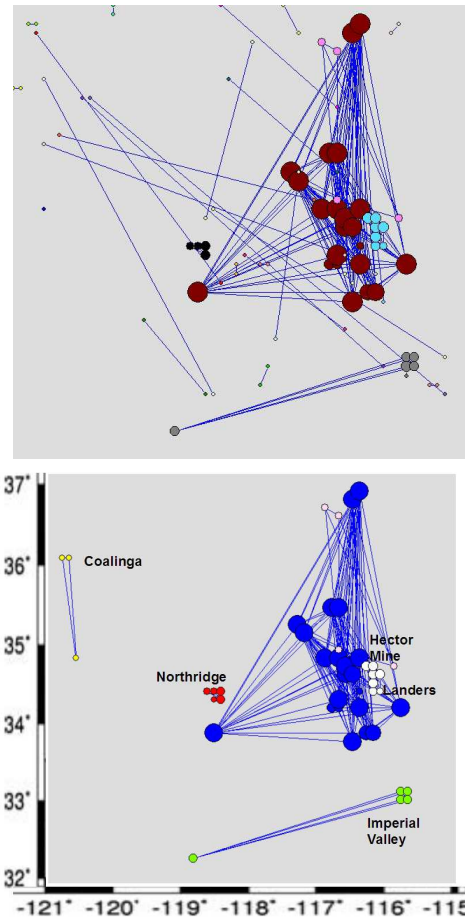 37°
36°
Coalinga
35°
Hector
Mine
Northridge
Landers
34°
33°
Imperial
Valley
32°
-121° -120° -119° -118° -117° -116° -115